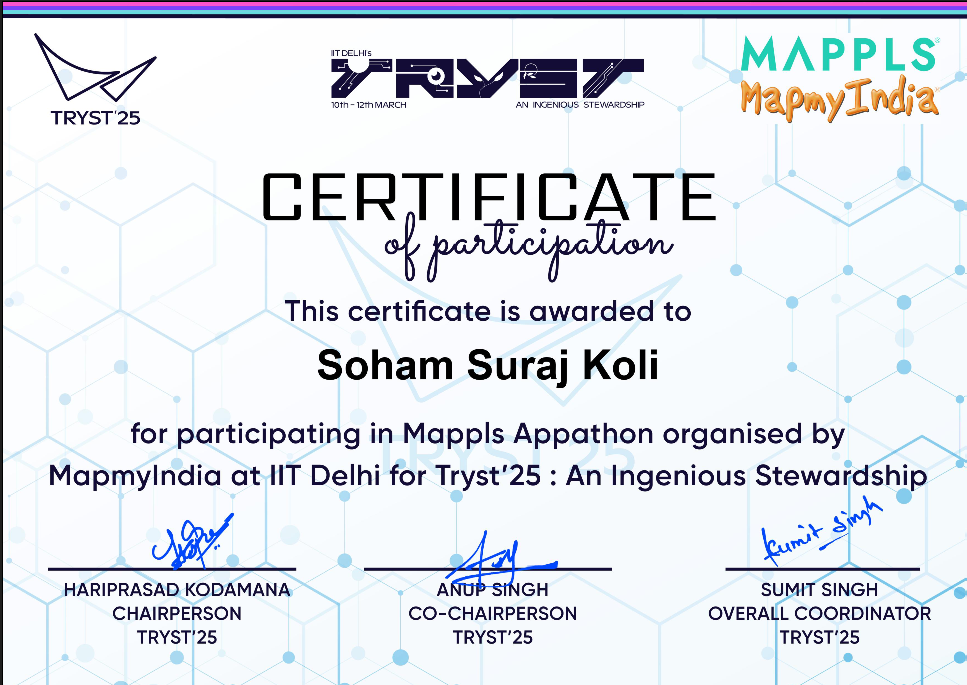 TRYST'25
IIT DELHI's
TRYST
10th - 12th MARCH
AN INGENIOUS STEWARDSHIP
MAPPLS
MapmyIndia
CERTIFICATE
of participation
This certificate is awarded to
Soham Suraj Koli
for participating in Mappls Appathon organised by
MapmyIndia at IIT Delhi for Tryst'25 : An Ingenious Stewardship
TRYST'25
Sumit Singh
HARIPRASAD KODAMANA
CHAIRPERSON
TRYST'25
ANUP SINGH
CO-CHAIRPERSON
TRYST'25
SUMIT SINGH
OVERALL COORDINATOR
TRYST'25